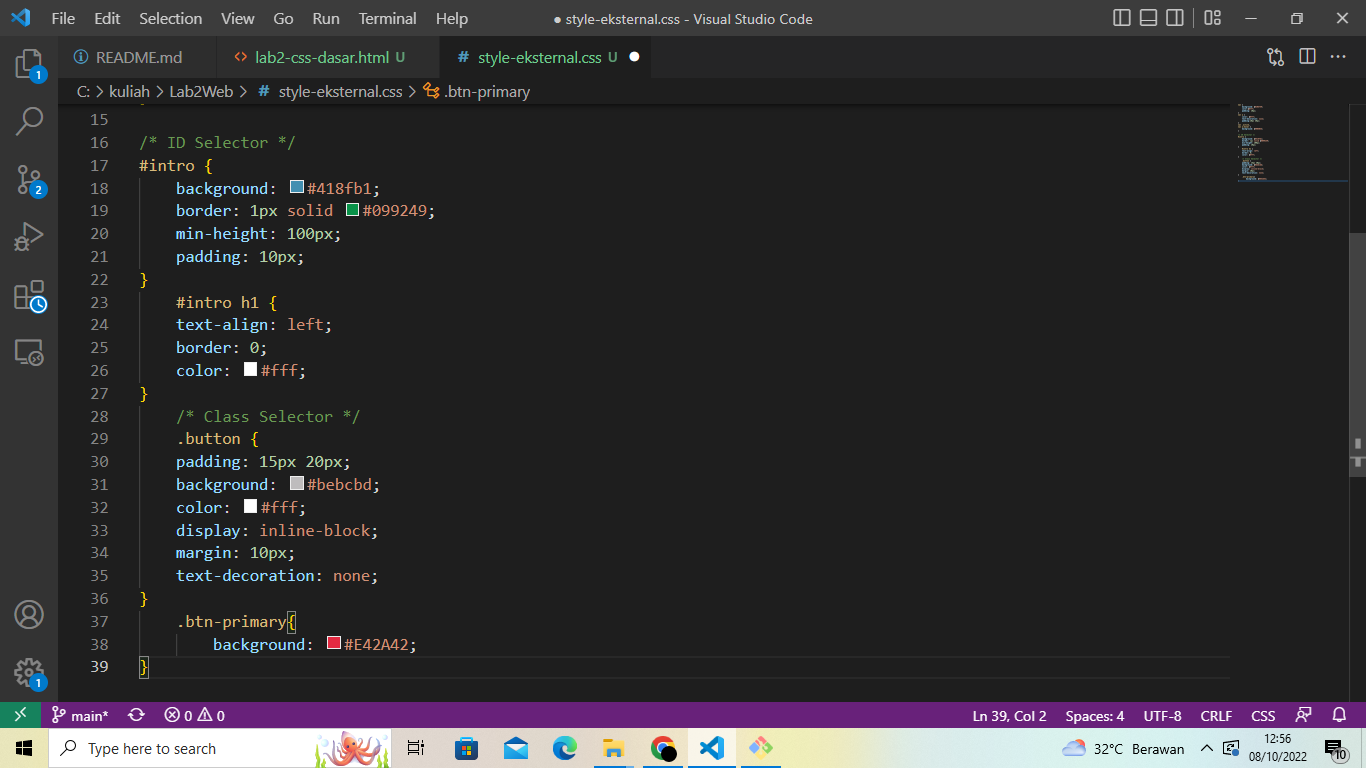 File Edit Selection View Go Run Terminal Help ● style-eksternal.css - Visual Studio Code
README.md lab2-css-dasar.html U # style-eksternal.css U ●
C: > kuliah > Lab2Web > # style-eksternal.css > .btn-primary
15
16 /* ID Selector */
17 #intro {
18 background: #418fb1;
19 border: 1px solid #099249;
20 min-height: 100px;
21 padding: 10px;
22 }
23 #intro h1 {
24 text-align: left;
25 border: 0;
26 color: #fff;
27 }
28 /* Class Selector */
29 .button {
30 padding: 15px 20px;
31 background: #bebcbd;
32 color: #fff;
33 display: inline-block;
34 margin: 10px;
35 text-decoration: none;
36 }
37 .btn-primary{
38 background: #E42A42;
39 }
1
2
1
main* 0 0 Ln 39, Col 2 Spaces: 4 UTF-8 CRLF CSS
Type here to search 32°C Berawan 12:56
08/10/2022 10